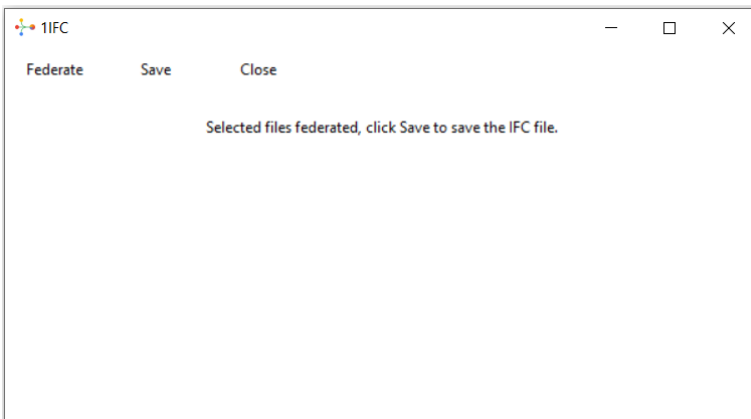 1IFC
Federate Save Close
Selected files federated, click Save to save the IFC file.